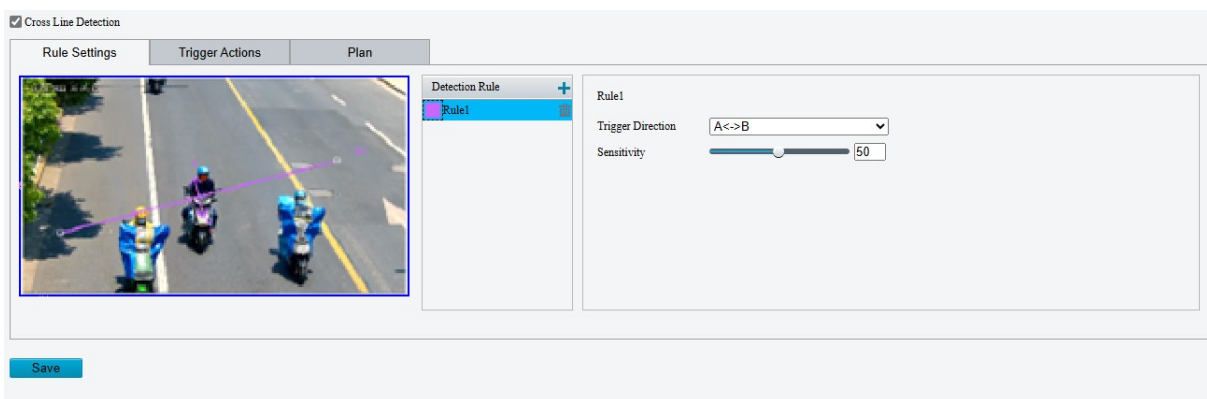 Cross Line Detection
Rule Settings
Trigger Actions
Plan
Detection Rule
Rule1
Rule1
Trigger Direction
A<->B
Sensitivity
50
Save